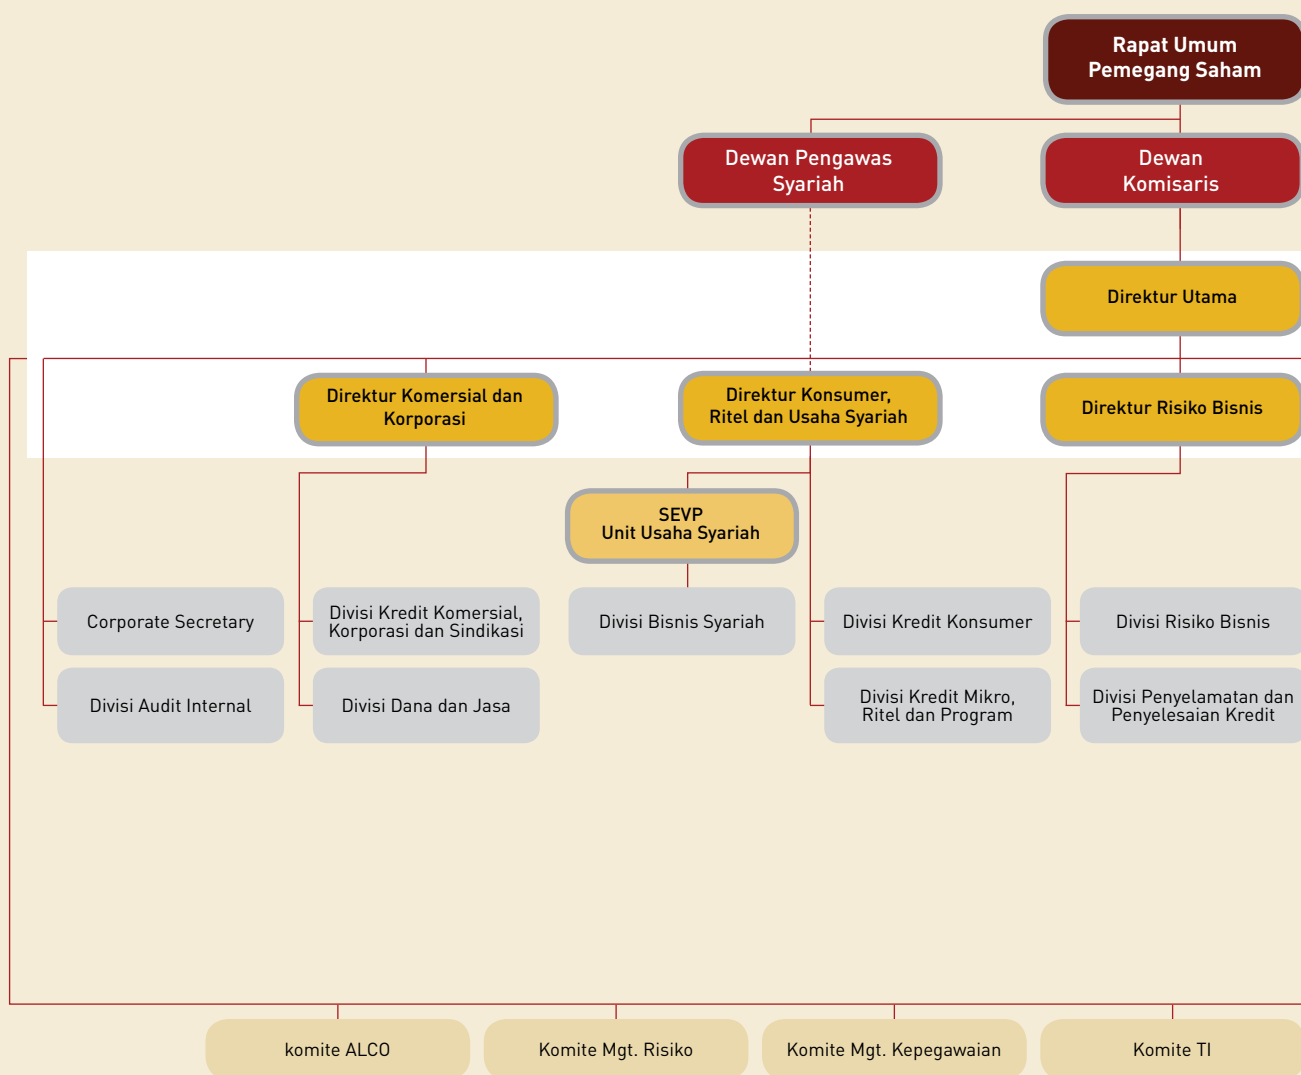 Rapat Umum
Pemegang Saham
Dewan Pengawas
Syariah
Dewan
Komisaris
Direktur Utama
Direktur Komersial dan
Korporasi
Direktur Konsumer,
Ritel dan Usaha Syariah
Direktur Risiko Bisnis
SEVP
Unit Usaha Syariah
Corporate Secretary
Divisi Kredit Komersial,
Korporasi dan Sindikasi
Divisi Bisnis Syariah
Divisi Kredit Konsumer
Divisi Risiko Bisnis
Divisi Audit Internal
Divisi Dana dan Jasa
Divisi Kredit Mikro,
Ritel dan Program
Divisi Penyelamatan dan
Penyelesaian Kredit
komite ALCO
Komite Mgt. Risiko
Komite Mgt. Kepegawaian
Komite TI